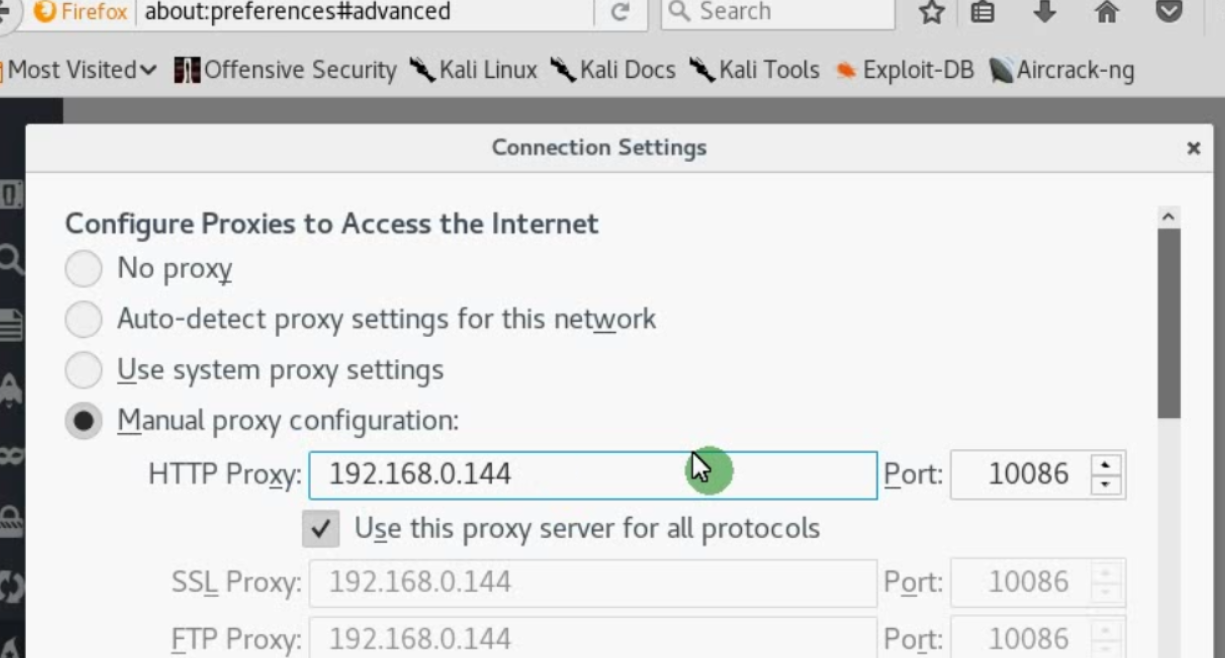 Firefox about:preferences#advanced Search
Most Visited Offensive Security Kali Linux Kali Docs Kali Tools Exploit-DB Aircrack-ng
Connection Settings
Configure Proxies to Access the Internet
No proxy
Auto-detect proxy settings for this network
Use system proxy settings
Manual proxy configuration:
HTTP Proxy: 192.168.0.144 Port: 10086
Use this proxy server for all protocols
SSL Proxy: 192.168.0.144 Port: 10086
FTP Proxy: 192.168.0.144 Port: 10086